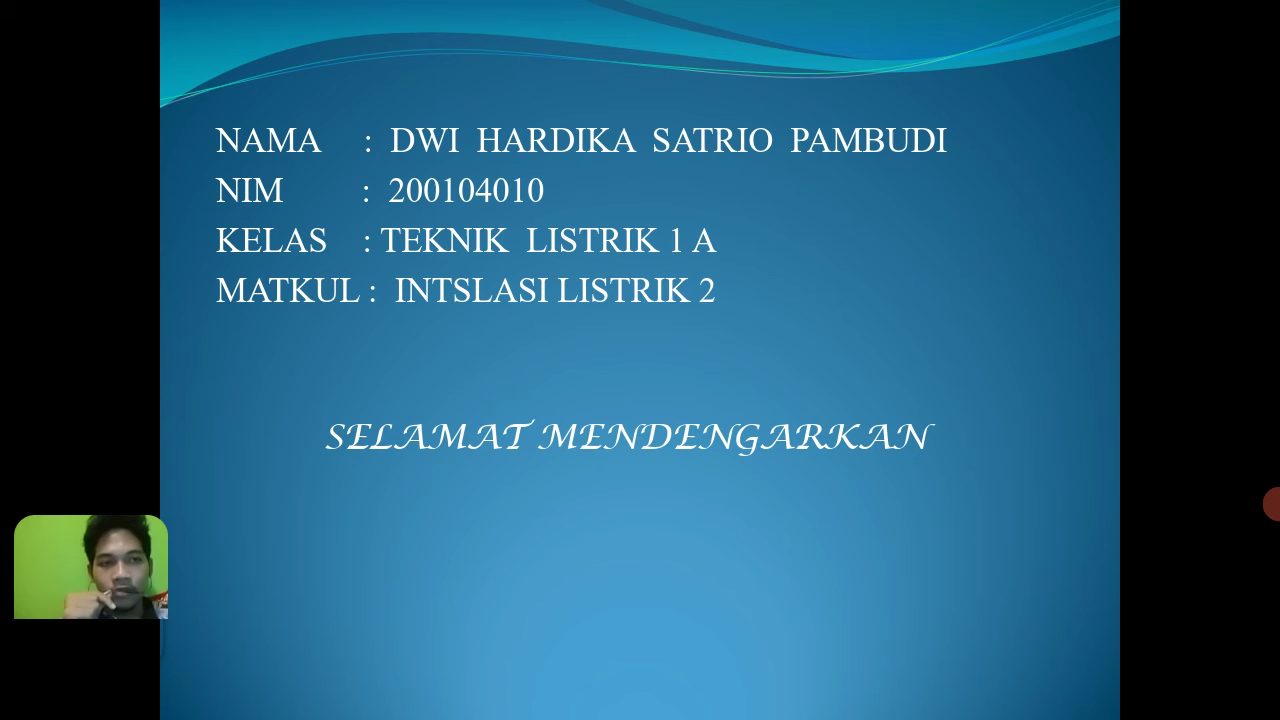 NAMA : DWI HARDIKA SATRIO PAMBUDI
NIM : 200104010
KELAS : TEKNIK LISTRIK 1 A
MATKUL : INTSLASI LISTRIK 2
SELAMAT MENDENGARKAN